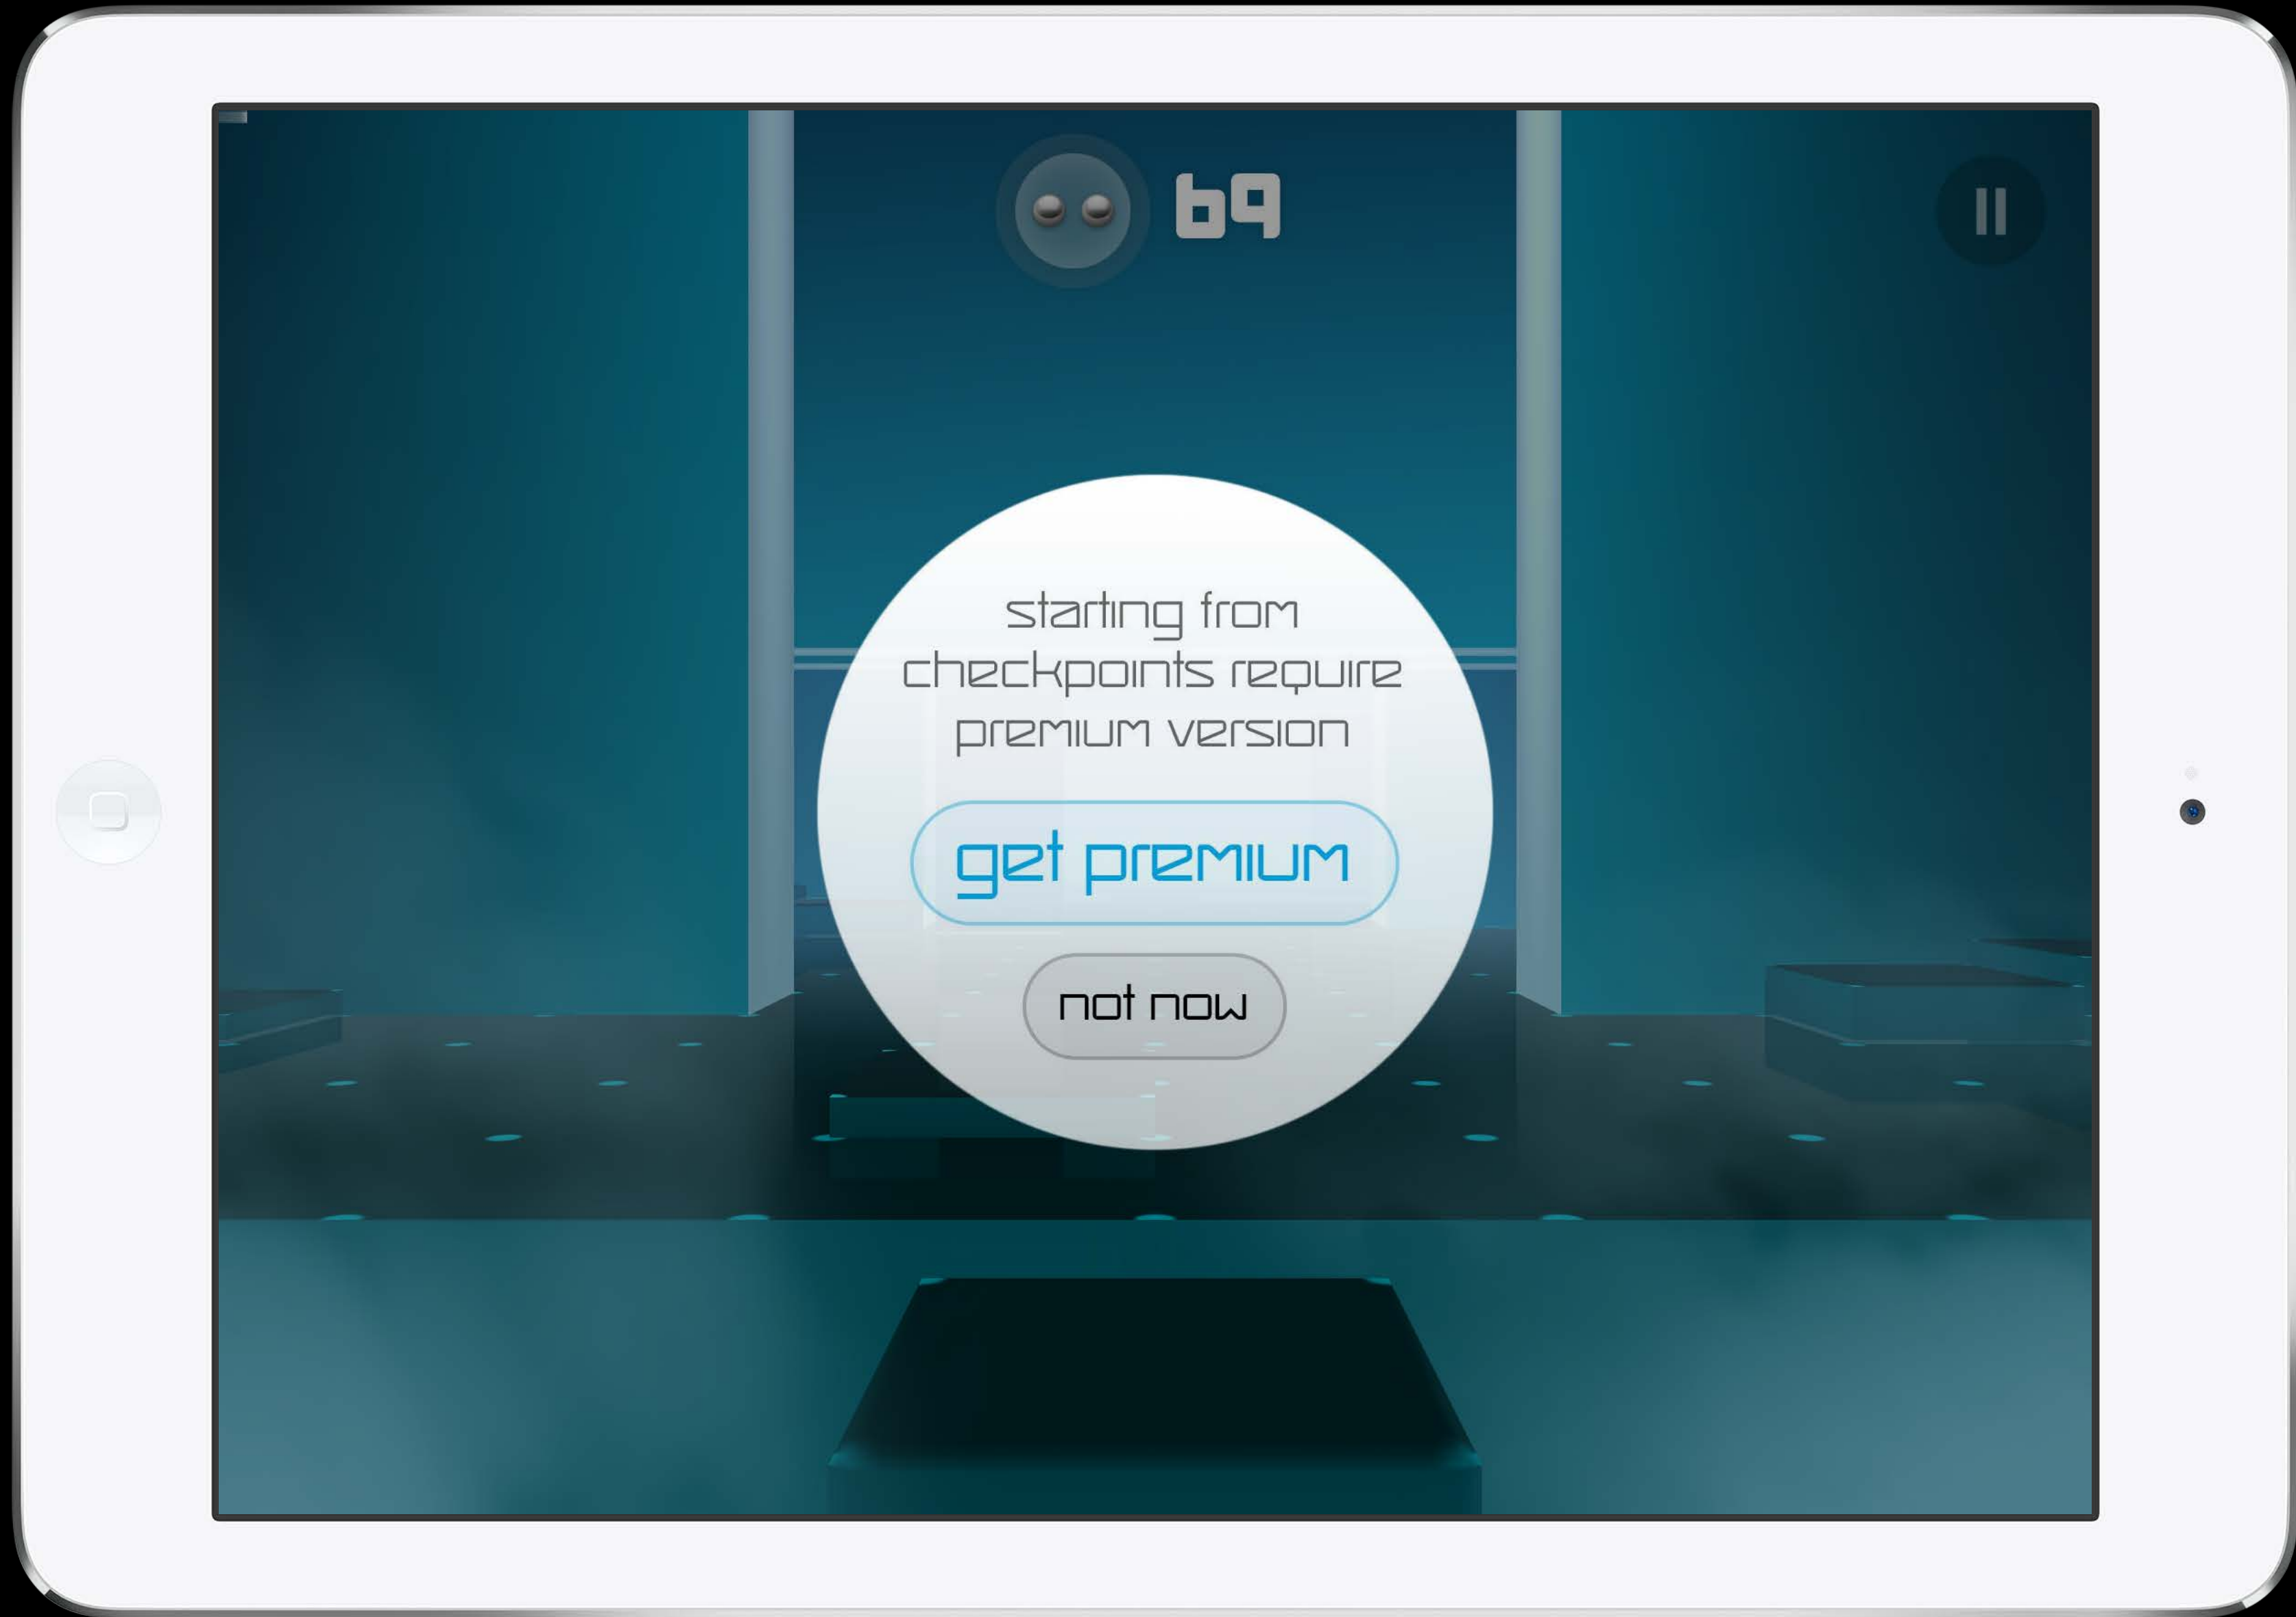 69
starting from
checkpoints require
premium version
get premium
not now